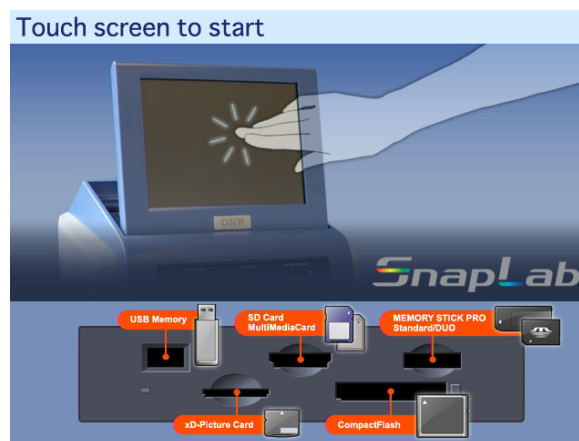 Touch screen to start
DNP
SnapLab
USB Memory
SD Card
MultiMediaCard
MEMORY STICK PRO
Standard/DUO
xD-Picture Card
CompactFlash